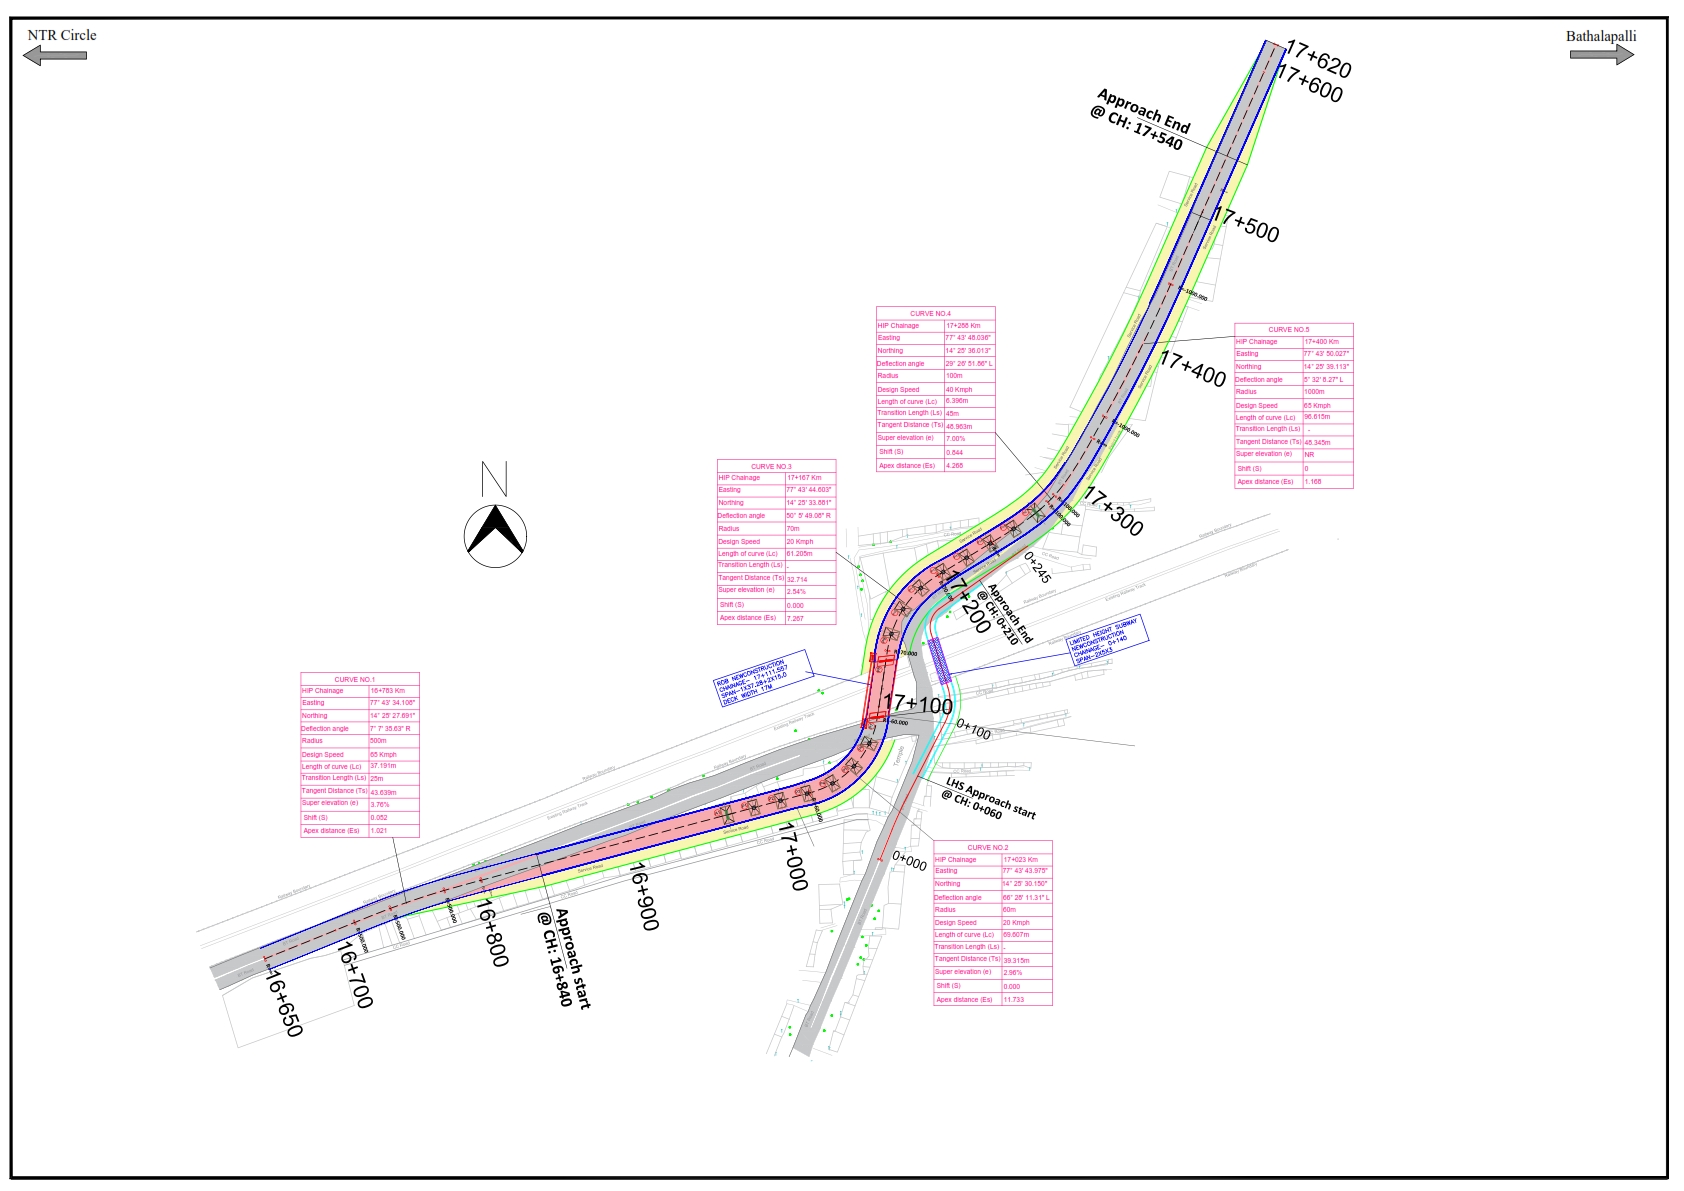 NTR Circle
Bathalapalli
17+620
17+600
Approach End
@ CH: 17+540
17+500
17+400
17+300
CURVE NO.4
HIP Chainage 17+286 Km
Easting 77° 43' 48.036"
Northing 14° 25' 36.013"
Deflection angle 29° 26' 51.86" L
Radius 100m
Design Speed 40 Kmph
Length of curve (Lc) 6.396m
Transition Length (Ls) 45m
Tangent Distance (Ts) 48.963m
Super elevation (e) 7.00%
Shift (S) 0.844
Apex distance (Es) 4.266
CURVE NO.5
HIP Chainage 17+400 Km
Easting 77° 43' 50.027"
Northing 14° 25' 39.113"
Deflection angle 5° 32' 8.27" L
Radius 1000m
Design Speed 65 Kmph
Length of curve (Lc) 96.615m
Transition Length (Ls) -
Tangent Distance (Ts) 48.345m
Super elevation (e) NR
Shift (S) 0
Apex distance (Es) 1.168
CURVE NO.3
HIP Chainage 17+167 Km
Easting 77° 43' 44.603"
Northing 14° 25' 33.681"
Deflection angle 50° 5' 49.06" R
Radius 70m
Design Speed 20 Kmph
Length of curve (Lc) 61.205m
Transition Length (Ls) -
Tangent Distance (Ts) 32.714
Super elevation (e) 2.54%
Shift (S) 0.000
Apex distance (Es) 7.267
N
0+245
17+200
Approach End
@ CH: 0+210
LIMITED HEIGHT SUBWAY
NEWCONSTRUCTION
CHAINAGE- 0+140
SPAN-2X5X3
ROB NEWCONSTRUCTION
CHAINAGE- 17+111.557
SPAN-1X37.28+2X15.0
DECK WIDTH 17M
17+100
0+100
Temple
LHS Approach start
@ CH: 0+060
0+000
CURVE NO.1
HIP Chainage 16+763 Km
Easting 77° 43' 34.108"
Northing 14° 25' 27.691"
Deflection angle 7° 7' 35.63" R
Radius 500m
Design Speed 65 Kmph
Length of curve (Lc) 37.191m
Transition Length (Ls) 25m
Tangent Distance (Ts) 43.639m
Super elevation (e) 3.76%
Shift (S) 0.052
Apex distance (Es) 1.021
CURVE NO.2
HIP Chainage 17+023 Km
Easting 77° 43' 43.975"
Northing 14° 25' 30.150"
Deflection angle 66° 28' 11.31" L
Radius 60m
Design Speed 20 Kmph
Length of curve (Lc) 69.607m
Transition Length (Ls) -
Tangent Distance (Ts) 39.315m
Super elevation (e) 2.96%
Shift (S) 0.000
Apex distance (Es) 11.733
17+000
16+900
16+800
16+700
16+650
Approach start
@ CH: 16+840
Service Road
Railway Boundary
Existing Railway Track
CC Road
BT Road